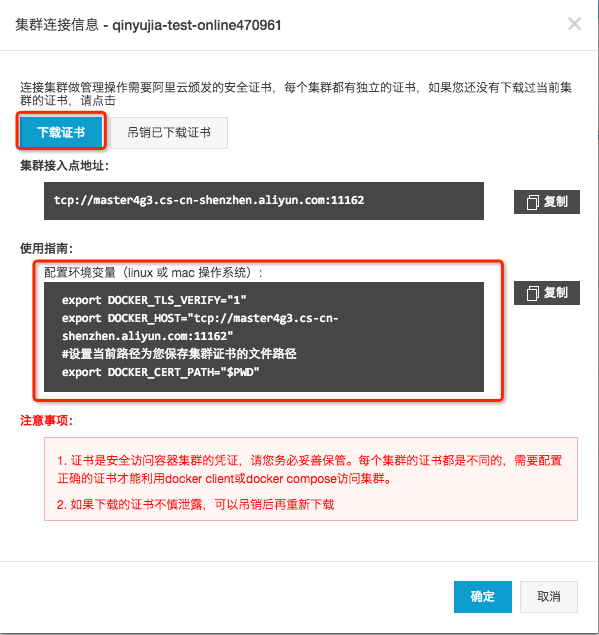 集群连接信息 - qinyujia-test-online470961
连接集群做管理操作需要阿里云颁发的安全证书，每个集群都有独立的证书，如果您还没有下载过当前集
群的证书，请点击
下载证书 吊销已下载证书
集群接入点地址：
tcp://master4g3.cs-cn-shenzhen.aliyun.com:11162 复制
使用指南：
配置环境变量（linux 或 mac 操作系统）：
复制
export DOCKER_TLS_VERIFY="1"
export DOCKER_HOST="tcp://master4g3.cs-cn-
shenzhen.aliyun.com:11162"
#设置当前路径为您保存集群证书的文件路径
export DOCKER_CERT_PATH="$PWD"
注意事项：
1. 证书是安全访问容器集群的凭证，请您务必妥善保管。每个集群的证书都是不同的，需要配置
正确的证书才能利用docker client或docker compose访问集群。
2. 如果下载的证书不慎泄露，可以吊销后再重新下载
确定 取消